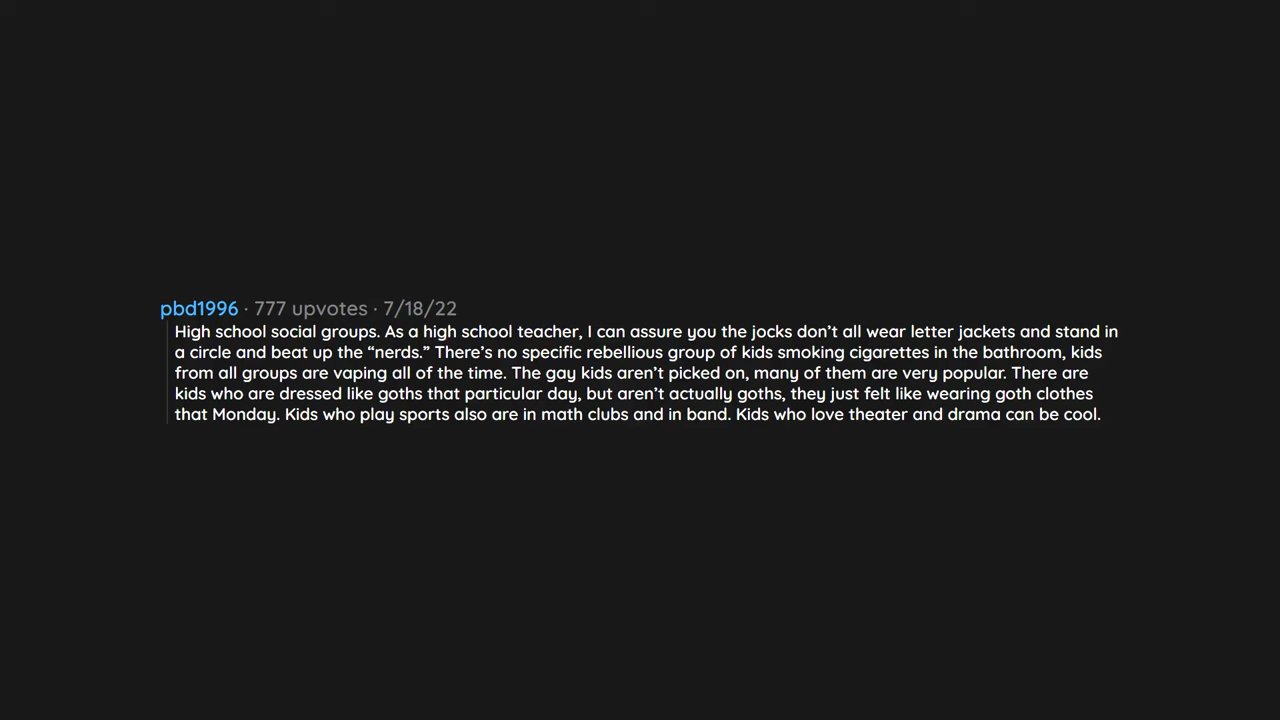 pbd1996 · 777 upvotes · 7/18/22
High school social groups. As a high school teacher, I can assure you the jocks don’t all wear letter jackets and stand in
a circle and beat up the “nerds.” There’s no specific rebellious group of kids smoking cigarettes in the bathroom, kids
from all groups are vaping all of the time. The gay kids aren’t picked on, many of them are very popular. There are
kids who are dressed like goths that particular day, but aren’t actually goths, they just felt like wearing goth clothes
that Monday. Kids who play sports also are in math clubs and in band. Kids who love theater and drama can be cool.